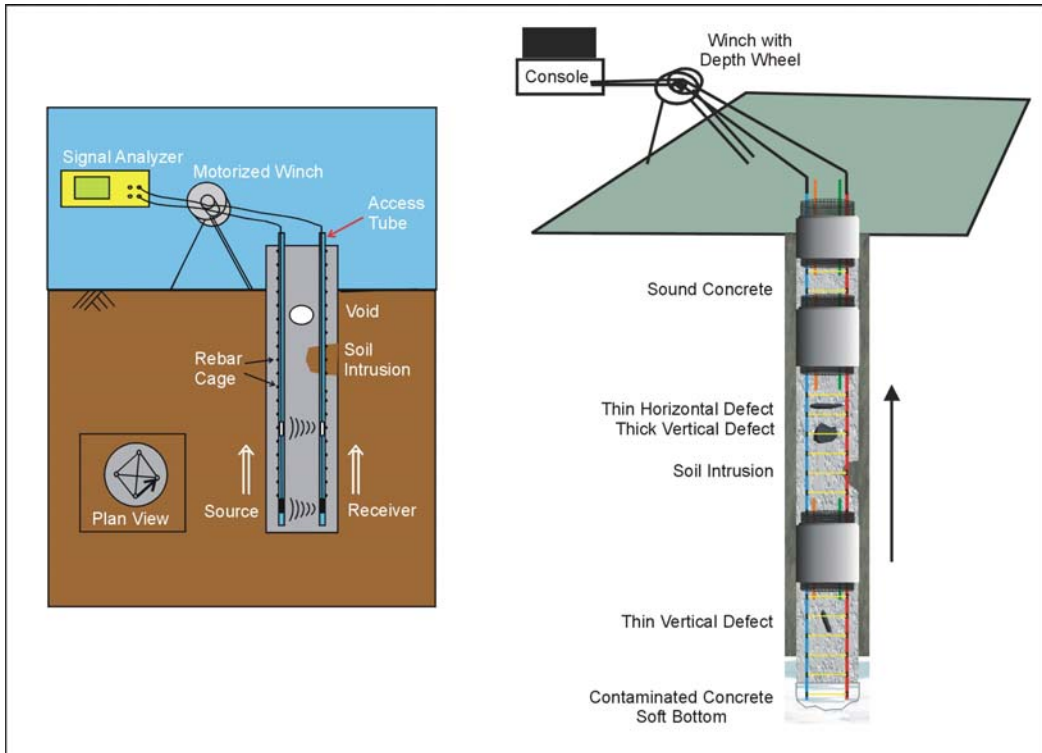 Signal Analyzer
Motorized Winch
Access
Tube
Void
Rebar
Cage
Soil
Intrusion
Plan View
Source
Receiver
Winch with
Depth Wheel
Console
Sound Concrete
Thin Horizontal Defect
Thick Vertical Defect
Soil Intrusion
Thin Vertical Defect
Contaminated Concrete
Soft Bottom